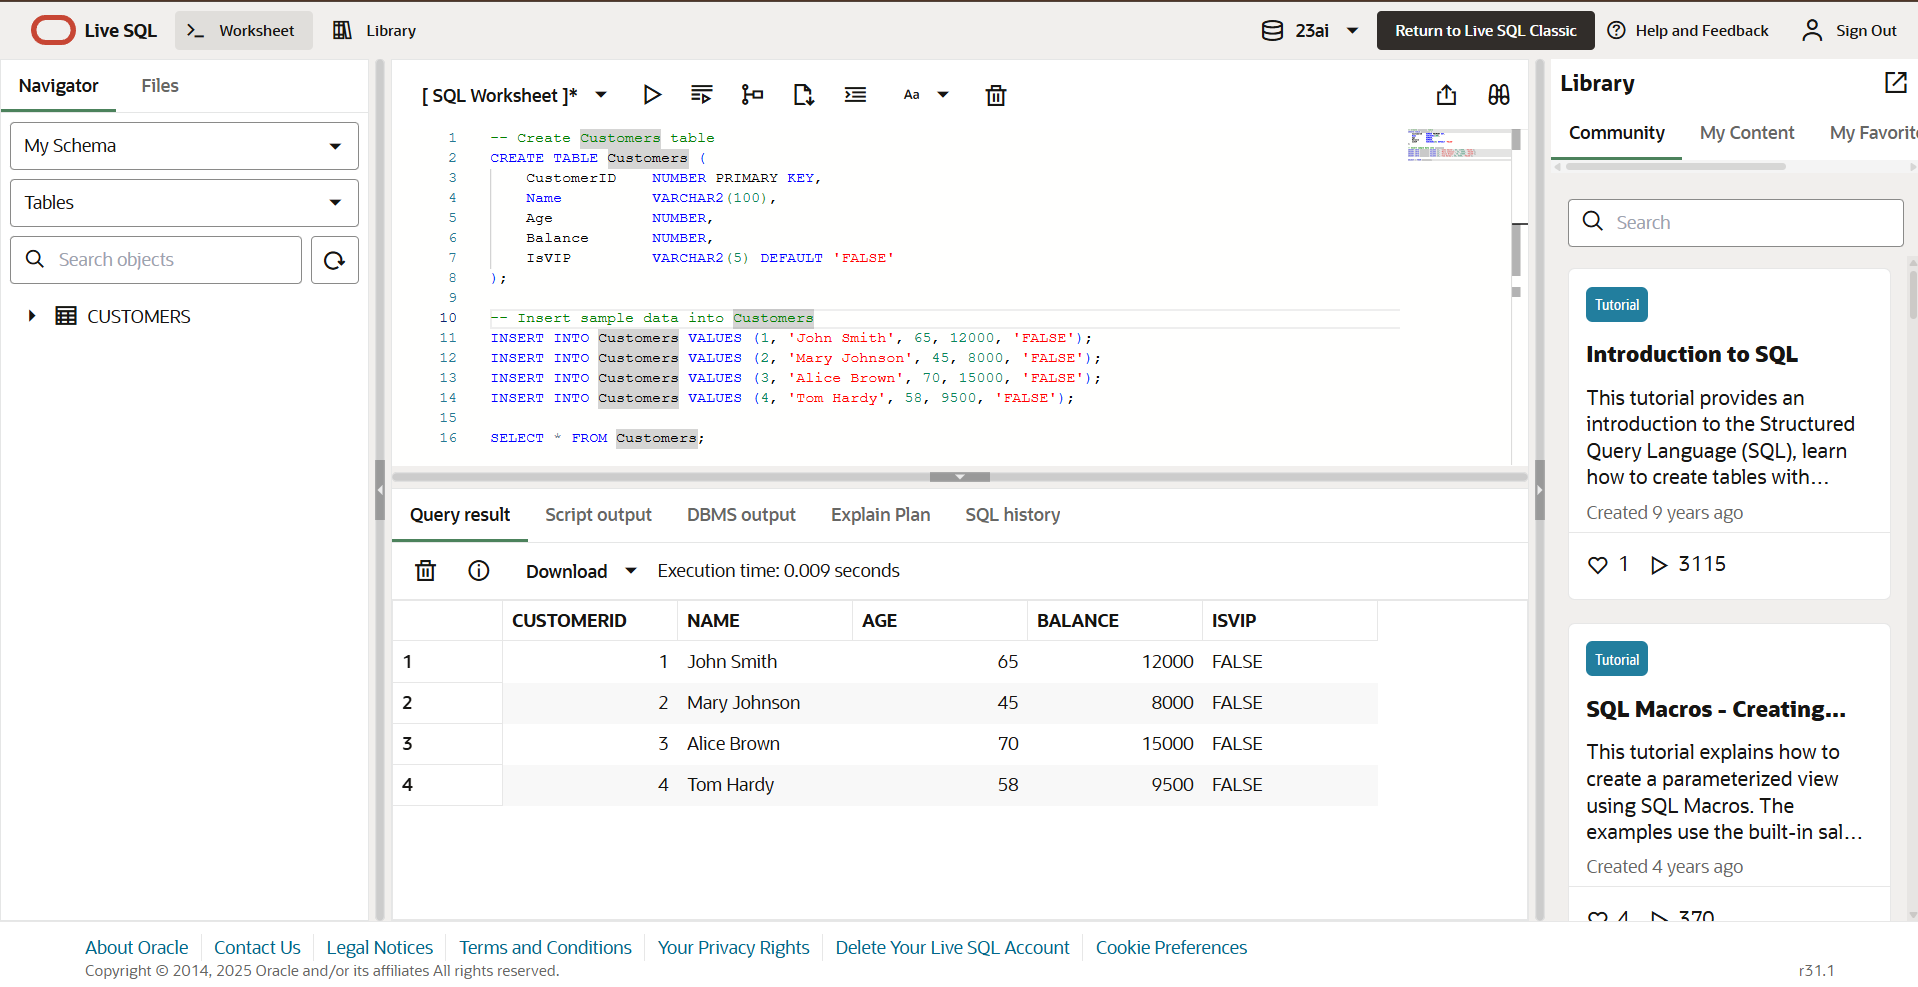 Live SQL
Worksheet
Library
23ai
Return to Live SQL Classic
Help and Feedback
Sign Out
Navigator
Files
My Schema
Tables
Search objects
CUSTOMERS
[ SQL Worksheet ]*
Aa
1 -- Create Customers table
2 CREATE TABLE Customers (
3 CustomerID NUMBER PRIMARY KEY,
4 Name VARCHAR2(100),
5 Age NUMBER,
6 Balance NUMBER,
7 IsVIP VARCHAR2(5) DEFAULT 'FALSE'
8 );
9
10 -- Insert sample data into Customers
11 INSERT INTO Customers VALUES (1, 'John Smith', 65, 12000, 'FALSE');
12 INSERT INTO Customers VALUES (2, 'Mary Johnson', 45, 8000, 'FALSE');
13 INSERT INTO Customers VALUES (3, 'Alice Brown', 70, 15000, 'FALSE');
14 INSERT INTO Customers VALUES (4, 'Tom Hardy', 58, 9500, 'FALSE');
15
16 SELECT * FROM Customers;
Query result
Script output
DBMS output
Explain Plan
SQL history
Download
Execution time: 0.009 seconds
CUSTOMERID NAME AGE BALANCE ISVIP
1 1 John Smith 65 12000 FALSE
2 2 Mary Johnson 45 8000 FALSE
3 3 Alice Brown 70 15000 FALSE
4 4 Tom Hardy 58 9500 FALSE
Library
Community
My Content
My Favorit
Search
Tutorial
Introduction to SQL
This tutorial provides an
introduction to the Structured
Query Language (SQL), learn
how to create tables with...
Created 9 years ago
1 3115
Tutorial
SQL Macros - Creating...
This tutorial explains how to
create a parameterized view
using SQL Macros. The
examples use the built-in sal...
Created 4 years ago
4 370
About Oracle
Contact Us
Legal Notices
Terms and Conditions
Your Privacy Rights
Delete Your Live SQL Account
Cookie Preferences
Copyright © 2014, 2025 Oracle and/or its affiliates All rights reserved.
r31.1